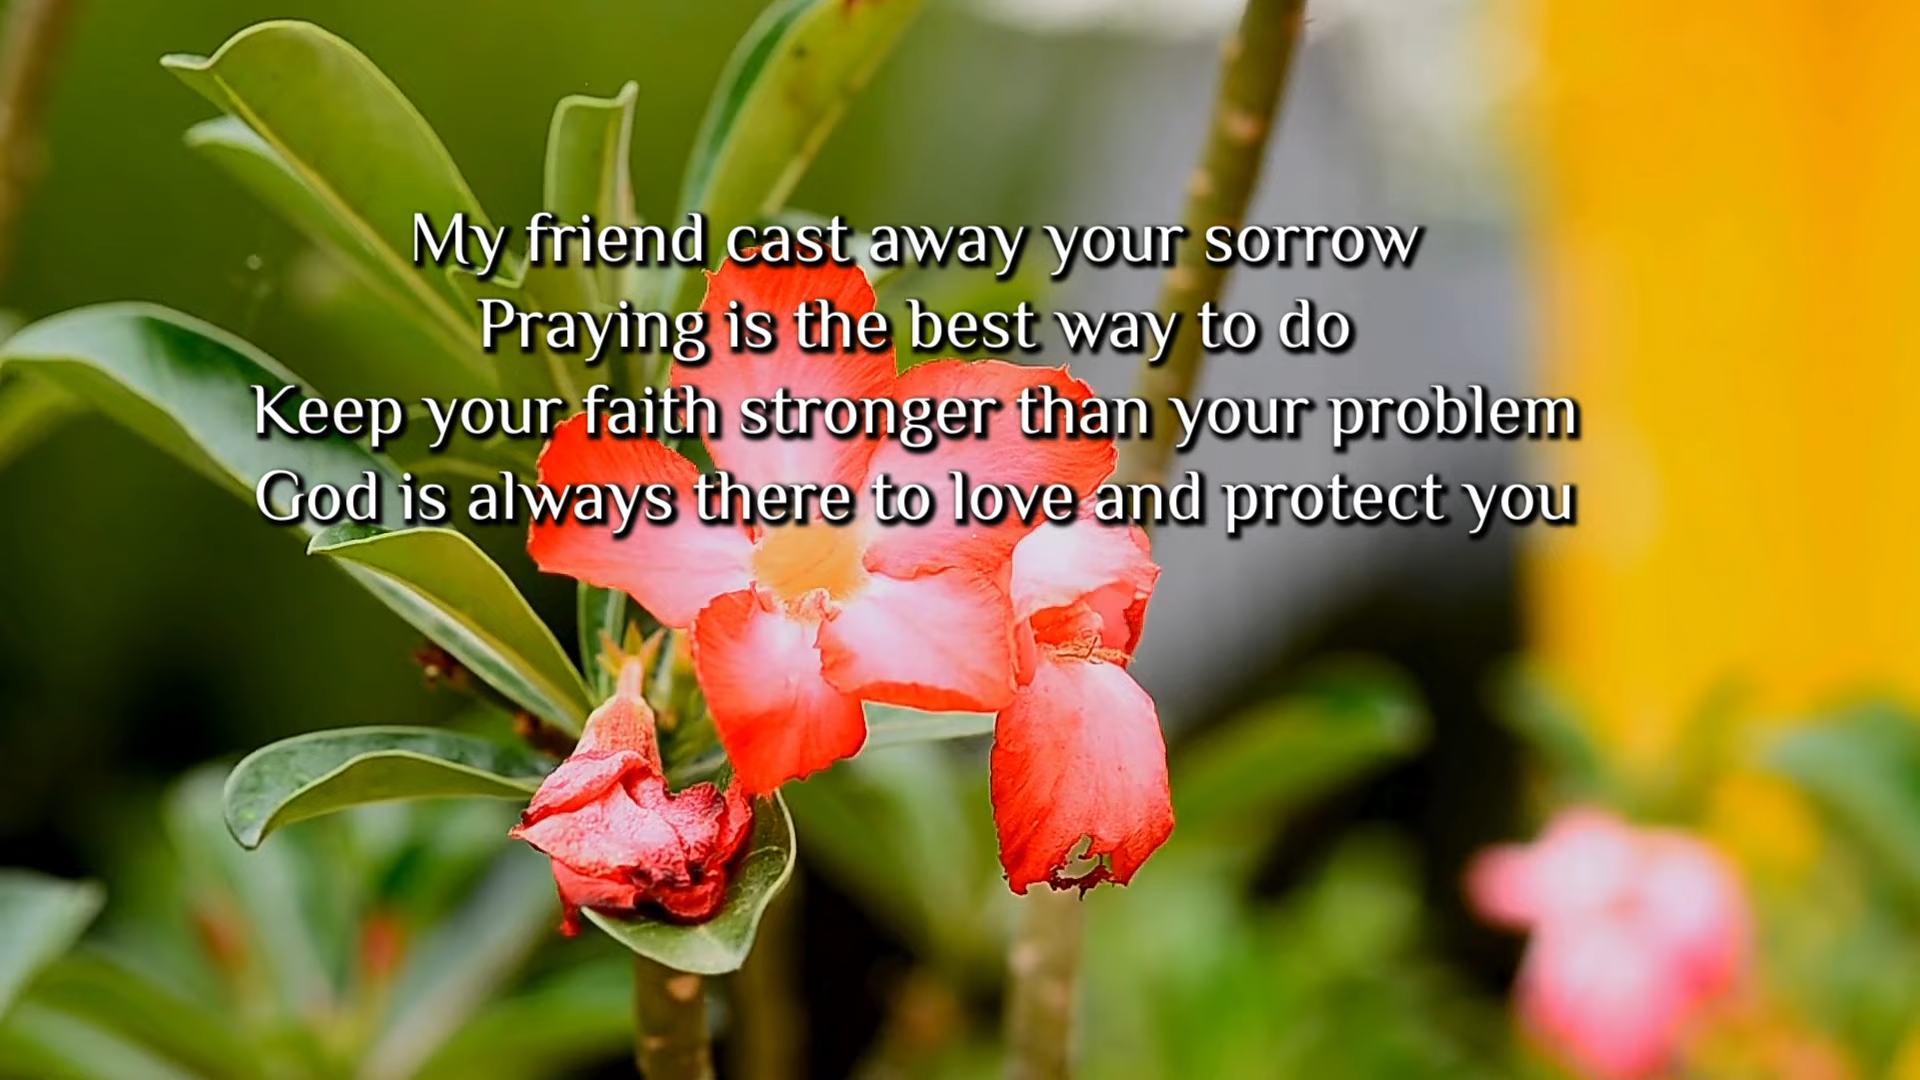 My friend cast away your sorrow
Praying is the best way to do
Keep your faith stronger than your problem
God is always there to love and protect you